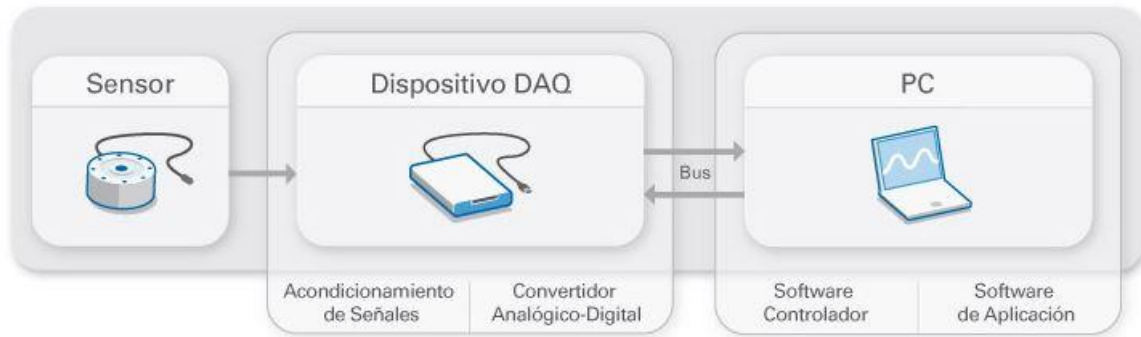 Sensor
Dispositivo DAQ
PC
Bus
Acondicionamiento
de Señales
Convertidor
Analógico-Digital
Software
Controlador
Software
de Aplicación